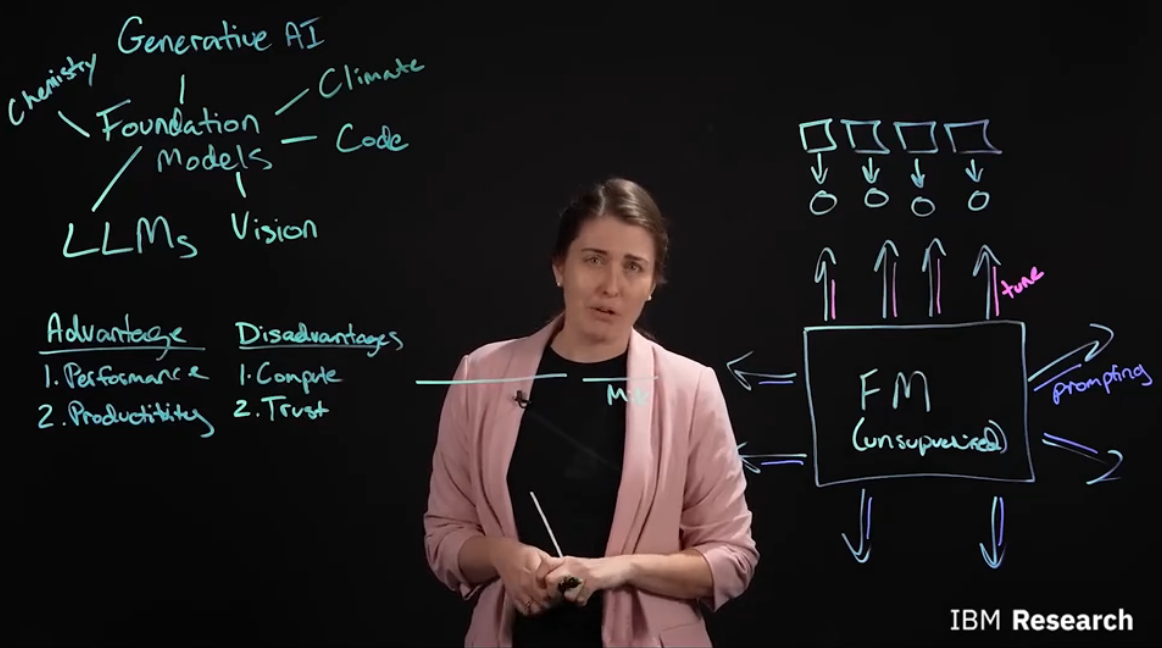 Generative AI
Chemistry
Climate
Foundation
Models
Code
LLMs
Vision
Advantage
1. Performance
2. Productibility
Disadvantages
1. Compute
2. Trust
tune
FM
(unsupervised)
prompting
IBM Research